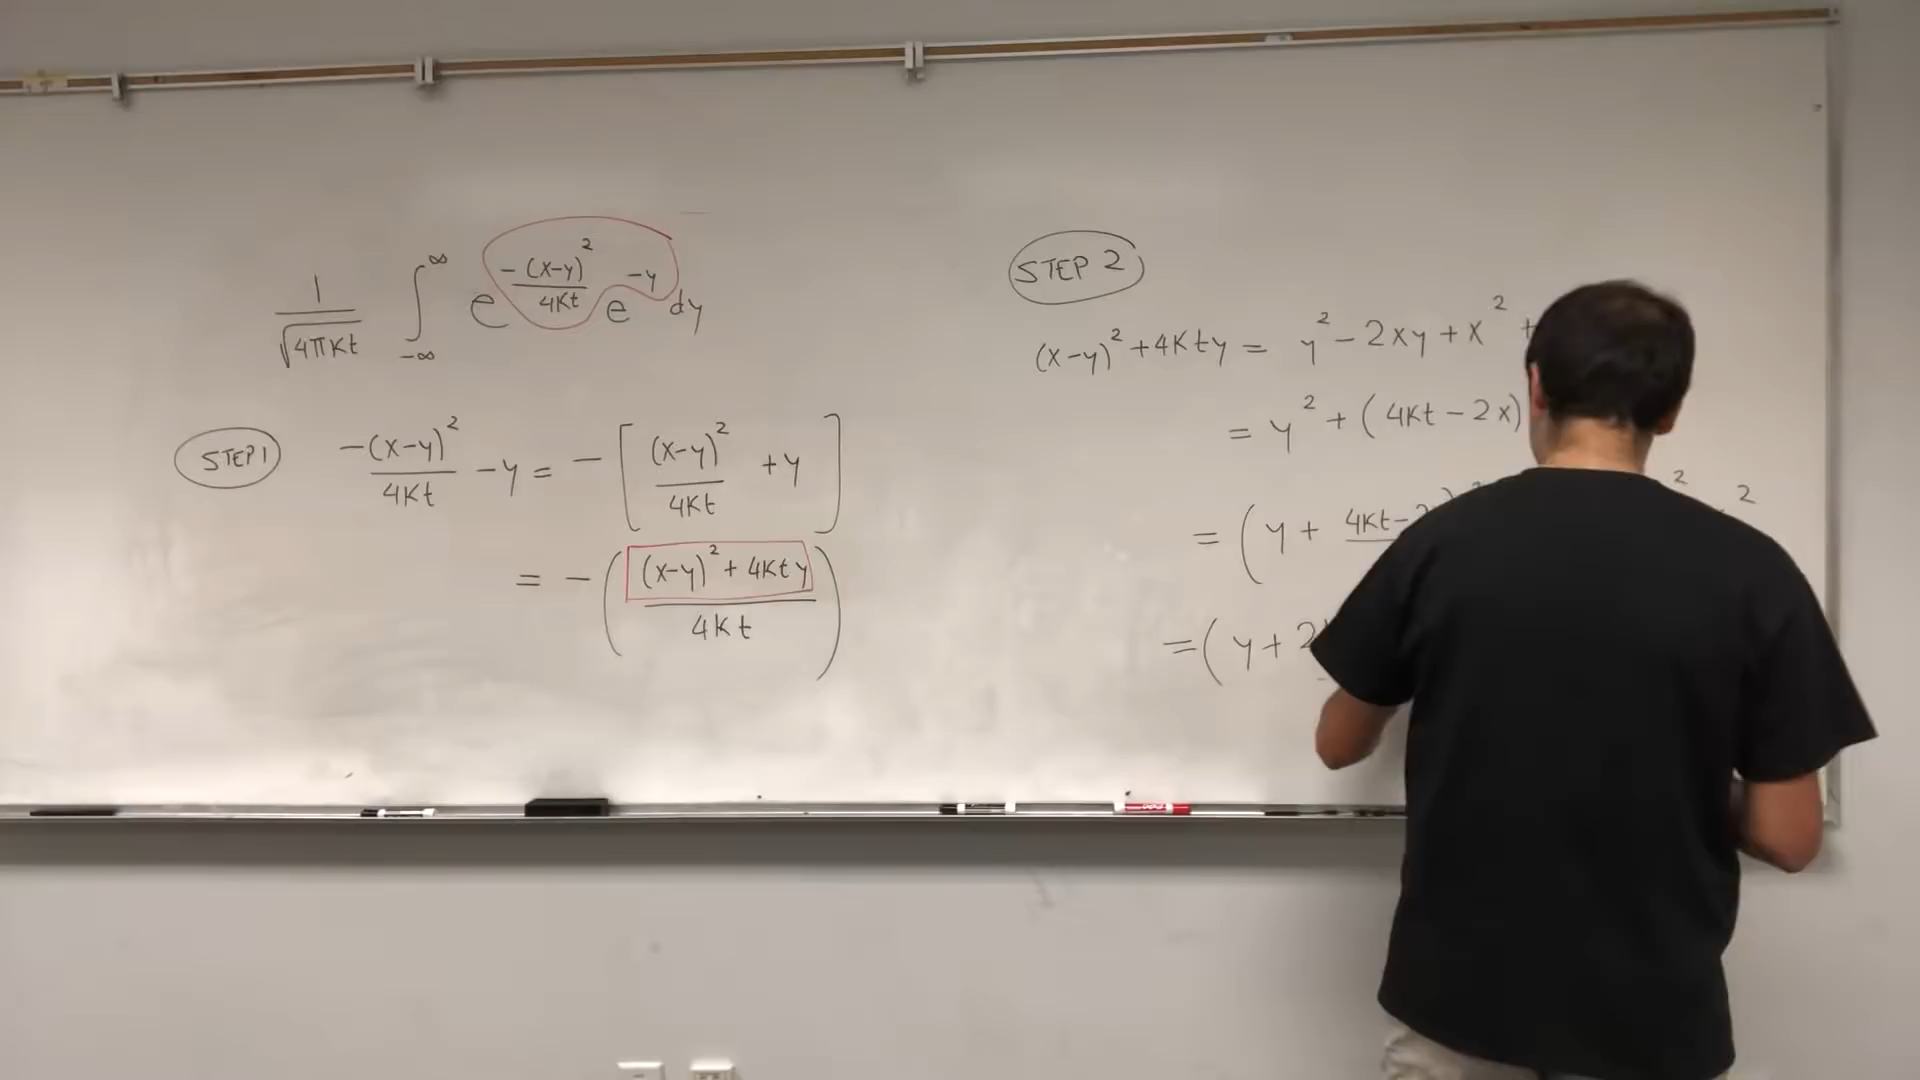 1/√4πKt ∫_{-∞}^{∞} e^{-(x-y)²/4Kt} e^{-y} dy
STEP 1
-(x-y)²/4Kt - y = - [ (x-y)²/4Kt + y ]
= - ( (x-y)² + 4Kty / 4Kt )
STEP 2
(x-y)² + 4Kty = y² - 2xy + x² +
= y² + ( 4Kt - 2x)
= ( y + 4Kt-
= ( y + 2